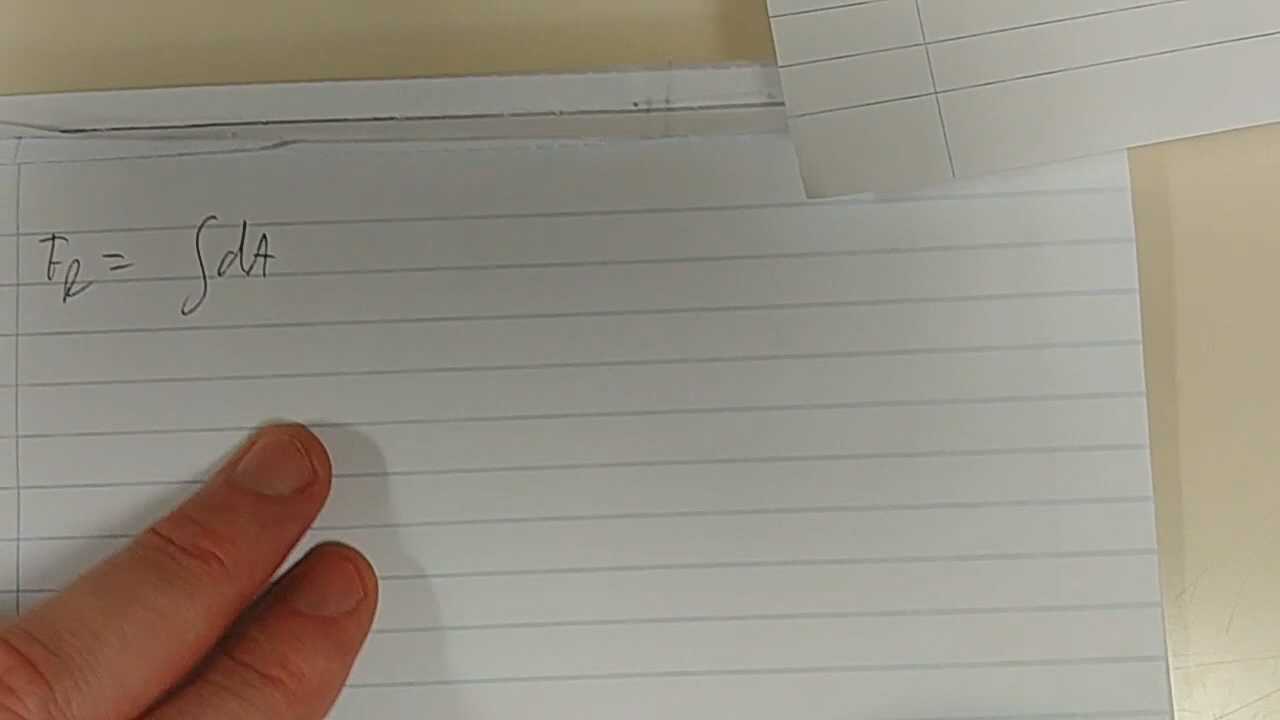 F_R = ∫dA